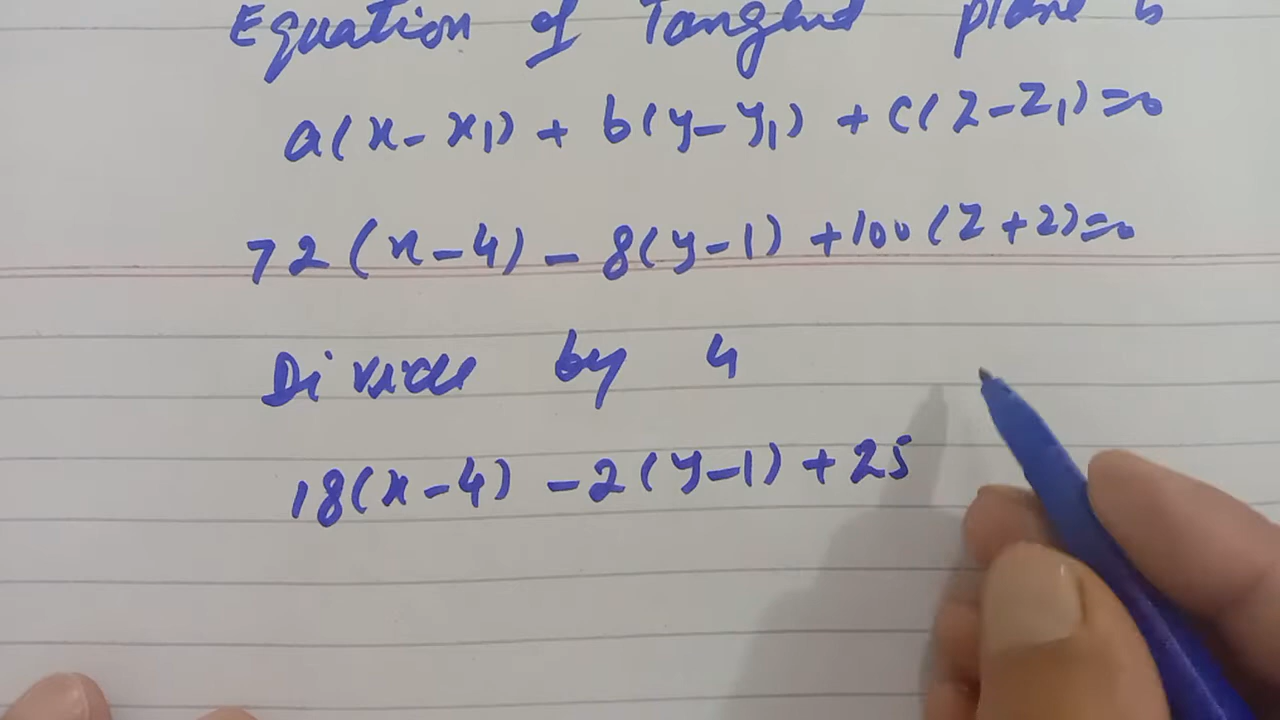 Equation of Tangent plane is
a(x-x₁) + b(y-y₁) + c(z-z₁)=0
72(x-4) - 8(y-1) +100(z+2)=0
Divide by 4
18(x-4) -2(y-1) +25